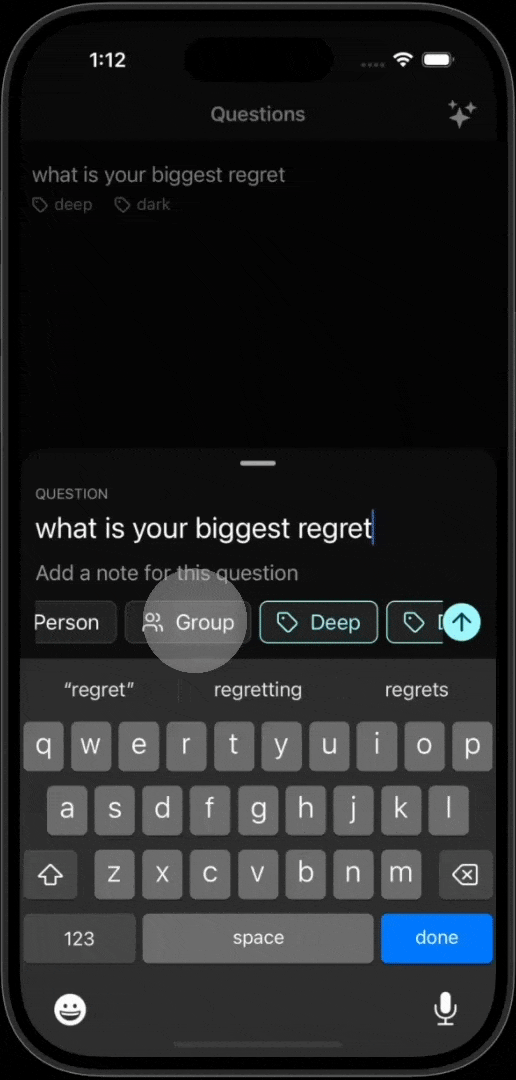 1:12
Questions
what is your biggest regret
deep dark
QUESTION
what is your biggest regret
Add a note for this question
Person Group Deep
“regret” regretting regrets
q w e r t y u i o p
a s d f g h j k l
z x c v b n m
123 space done